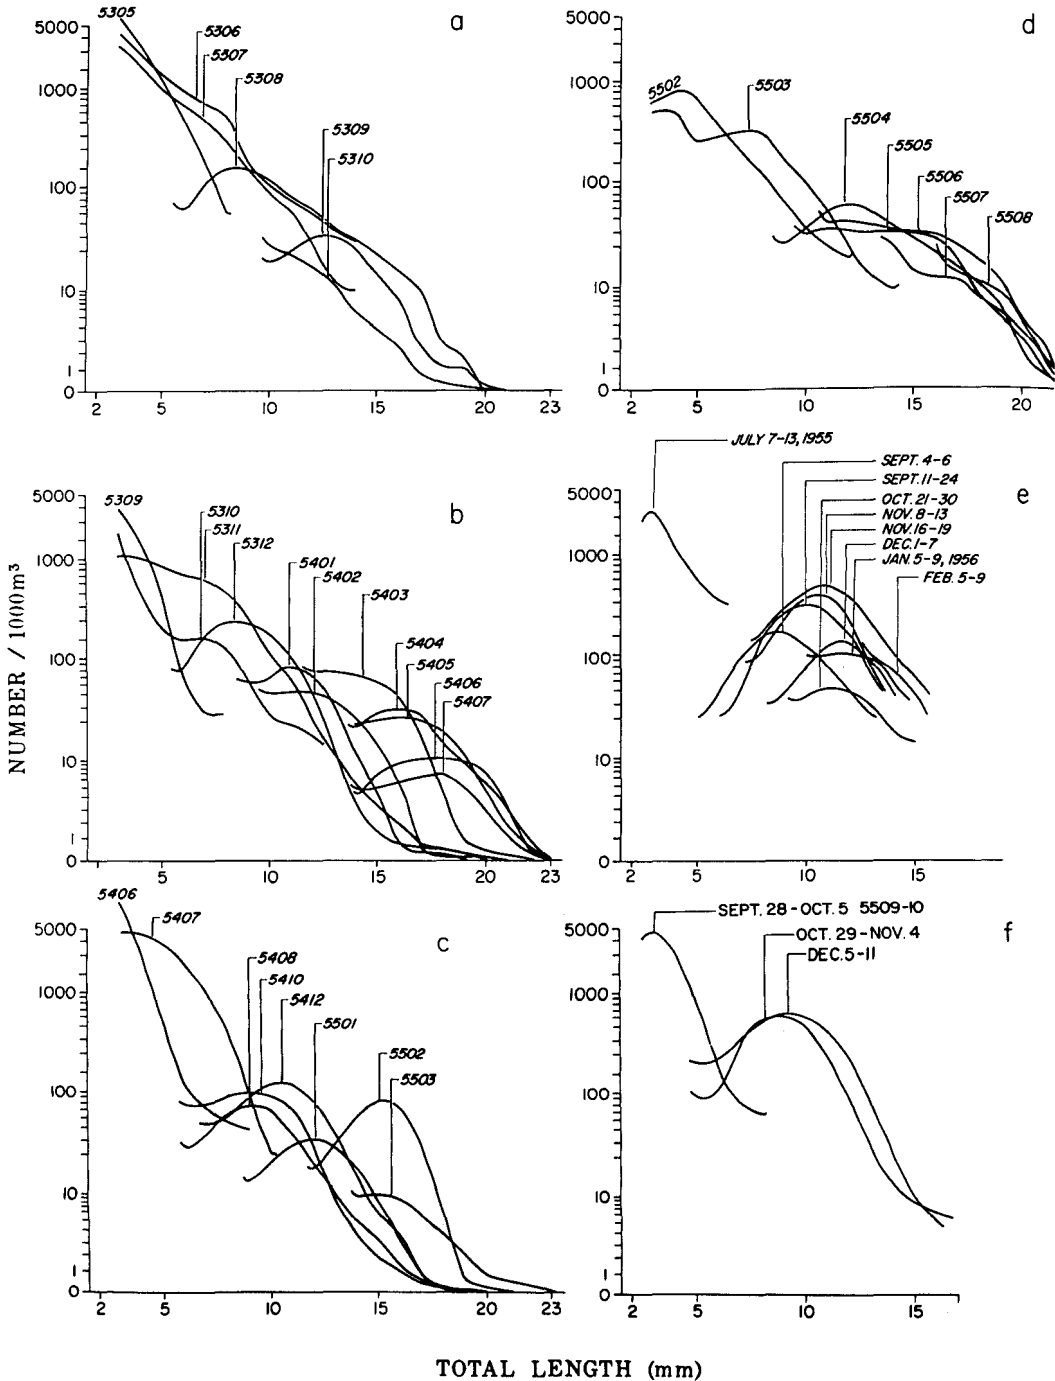 a
5305
5306
5307
5308
5309
5310
5000
1000
100
10
1
0
2 5 10 15 20 23
d
5502
5503
5504
5505
5506
5507
5508
5000
1000
100
10
1
0
2 5 10 15 20
b
5309
5310
5311
5312
5401
5402
5403
5404
5405
5406
5407
5000
1000
100
10
1
0
2 5 10 15 20 23
e
JULY 7-13, 1955
SEPT. 4-6
SEPT. 11-24
OCT. 21-30
NOV. 8-13
NOV. 16-19
DEC. 1-7
JAN. 5-9, 1956
FEB. 5-9
5000
1000
100
10
1
0
2 5 10 15
c
5406
5407
5408
5410
5412
5501
5502
5503
5000
1000
100
10
1
0
2 5 10 15 20 23
f
SEPT. 28-OCT. 5 5509-10
OCT. 29-NOV. 4
DEC. 5-11
5000
1000
100
10
1
0
2 5 10 15
NUMBER / 1000m³
TOTAL LENGTH (mm)